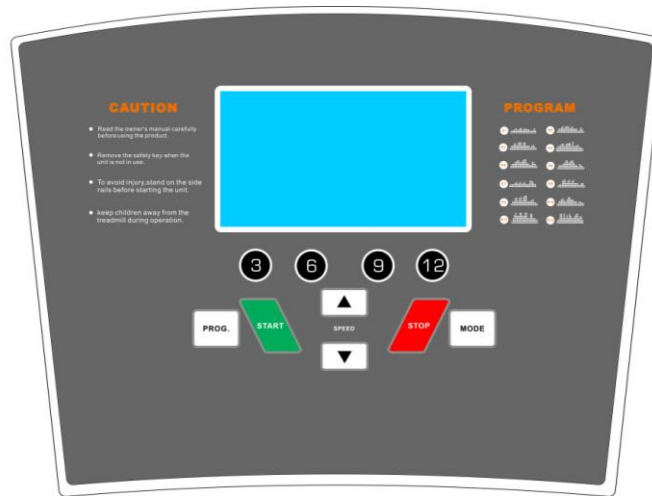 CAUTION
PROGRAM
Read the owner's manual carefully
before using the product.
Remove the safety key when the
unit is not in use.
To avoid injury,stand on the side
rails before starting the unit.
keep children away from the
treadmill during operation.
3 6 9 12
PROG.
START
SPEED
STOP
MODE